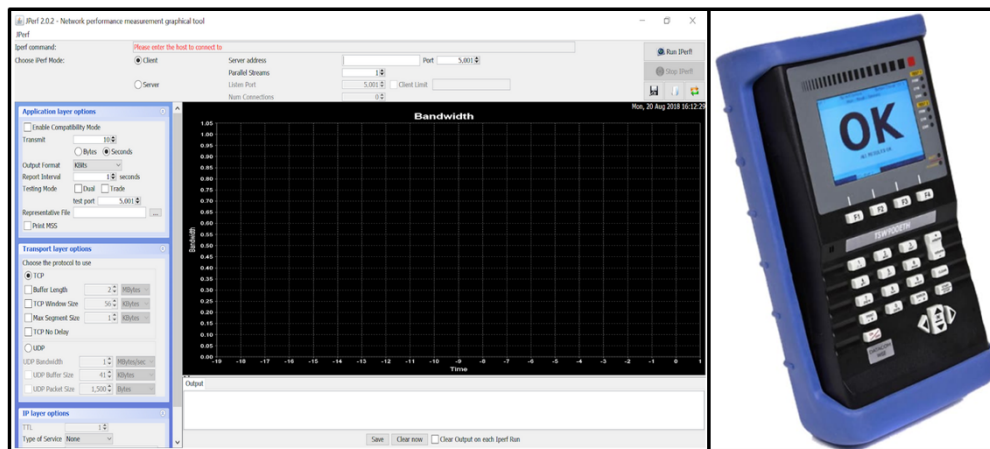 JPerf 2.0.2 - Network performance measurement graphical tool
JPerf
Iperf command:
Please enter the host to connect to
Choose iPerf Mode:
Client
Server address
Port
5,001
Parallel Streams
1
Server
Listen Port
5,001
Client Limit
Num Connections
0
Run IPerf!
Stop IPerf!
Mon, 20 Aug 2018 16:12:29
Application layer options
Enable Compatibility Mode
Transmit
10
Bytes
Seconds
Output Format
KBits
Report Interval
1
seconds
Testing Mode
Dual
Trade
test port
5,001
Representative File
...
Print MSS
Transport layer options
Choose the protocol to use
TCP
Buffer Length
2
MBytes
TCP Window Size
56
KBytes
Max Segment Size
1
KBytes
TCP No Delay
UDP
UDP Bandwidth
1
MBytes/sec
UDP Buffer Size
41
KBytes
UDP Packet Size
1,500
Bytes
IP layer options
TTL
1
Type of Service
None
Bandwidth
1.05
1.00
0.95
0.90
0.85
0.80
0.75
0.70
0.65
0.60
0.55
0.50
0.45
0.40
0.35
0.30
0.25
0.20
0.15
0.10
0.05
0.00
Bandwidth
-19 -18 -17 -16 -15 -14 -13 -12 -11 -10 -9 -8 -7 -6 -5 -4 -3 -2 -1 0 1
Time
Output
Save
Clear now
Clear Output on each Iperf Run
OK
F1
F2
F3
F4